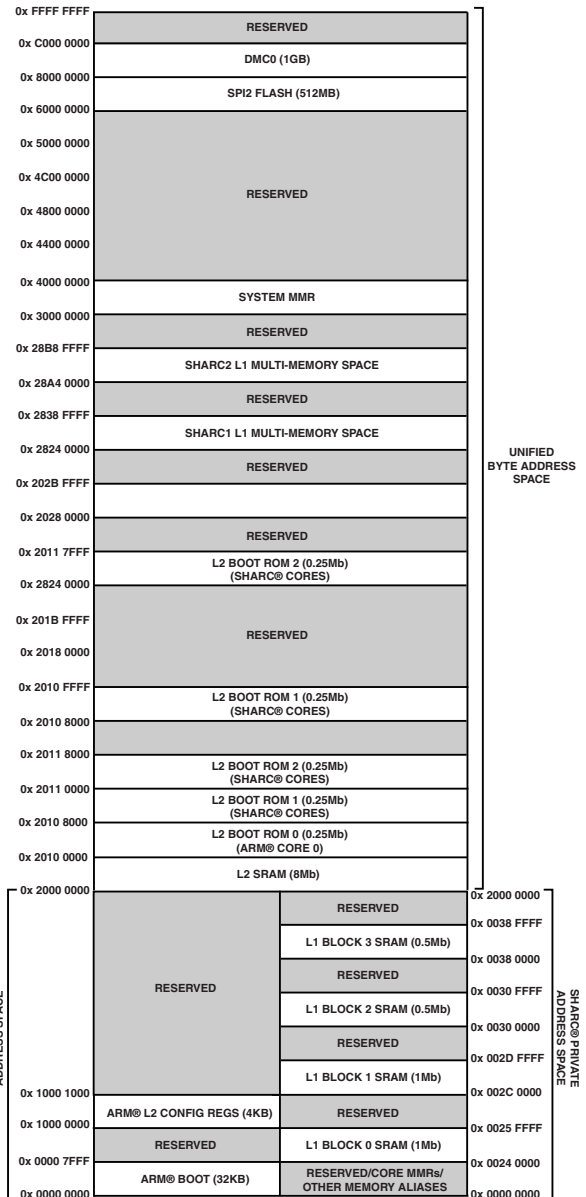 0x FFFF FFFF
RESERVED
0x C000 0000
DMC0 (1GB)
0x 8000 0000
SPI2 FLASH (512MB)
0x 6000 0000
0x 5000 0000
0x 4C00 0000
RESERVED
0x 4800 0000
0x 4400 0000
0x 4000 0000
SYSTEM MMR
0x 3000 0000
RESERVED
0x 28B8 FFFF
SHARC2 L1 MULTI-MEMORY SPACE
0x 28A4 0000
RESERVED
0x 2838 FFFF
SHARC1 L1 MULTI-MEMORY SPACE
0x 2824 0000
RESERVED
0x 202B FFFF
0x 2028 0000
RESERVED
0x 2011 7FFF
L2 BOOT ROM 2 (0.25Mb)
(SHARC® CORES)
0x 2824 0000
0x 201B FFFF
RESERVED
0x 2018 0000
0x 2010 FFFF
L2 BOOT ROM 1 (0.25Mb)
(SHARC® CORES)
0x 2010 8000
0x 2011 8000
L2 BOOT ROM 2 (0.25Mb)
(SHARC® CORES)
0x 2011 0000
L2 BOOT ROM 1 (0.25Mb)
(SHARC® CORES)
0x 2010 8000
L2 BOOT ROM 0 (0.25Mb)
(ARM® CORE 0)
0x 2010 0000
L2 SRAM (8Mb)
0x 2000 0000
UNIFIED
BYTE ADDRESS
SPACE
ADDRESS SPACE
RESERVED
0x 1000 1000
ARM® L2 CONFIG REGS (4KB)
0x 1000 0000
RESERVED
0x 0000 7FFF
ARM® BOOT (32KB)
0x 0000 0000
0x 2000 0000
RESERVED
0x 0038 FFFF
L1 BLOCK 3 SRAM (0.5Mb)
0x 0038 0000
RESERVED
0x 0030 FFFF
L1 BLOCK 2 SRAM (0.5Mb)
0x 0030 0000
RESERVED
0x 002D FFFF
L1 BLOCK 1 SRAM (1Mb)
0x 002C 0000
RESERVED
0x 0025 FFFF
L1 BLOCK 0 SRAM (1Mb)
0x 0024 0000
RESERVED/CORE MMRs/
OTHER MEMORY ALIASES
0x 0000 0000
SHARC® PRIVATE
ADDRESS SPACE